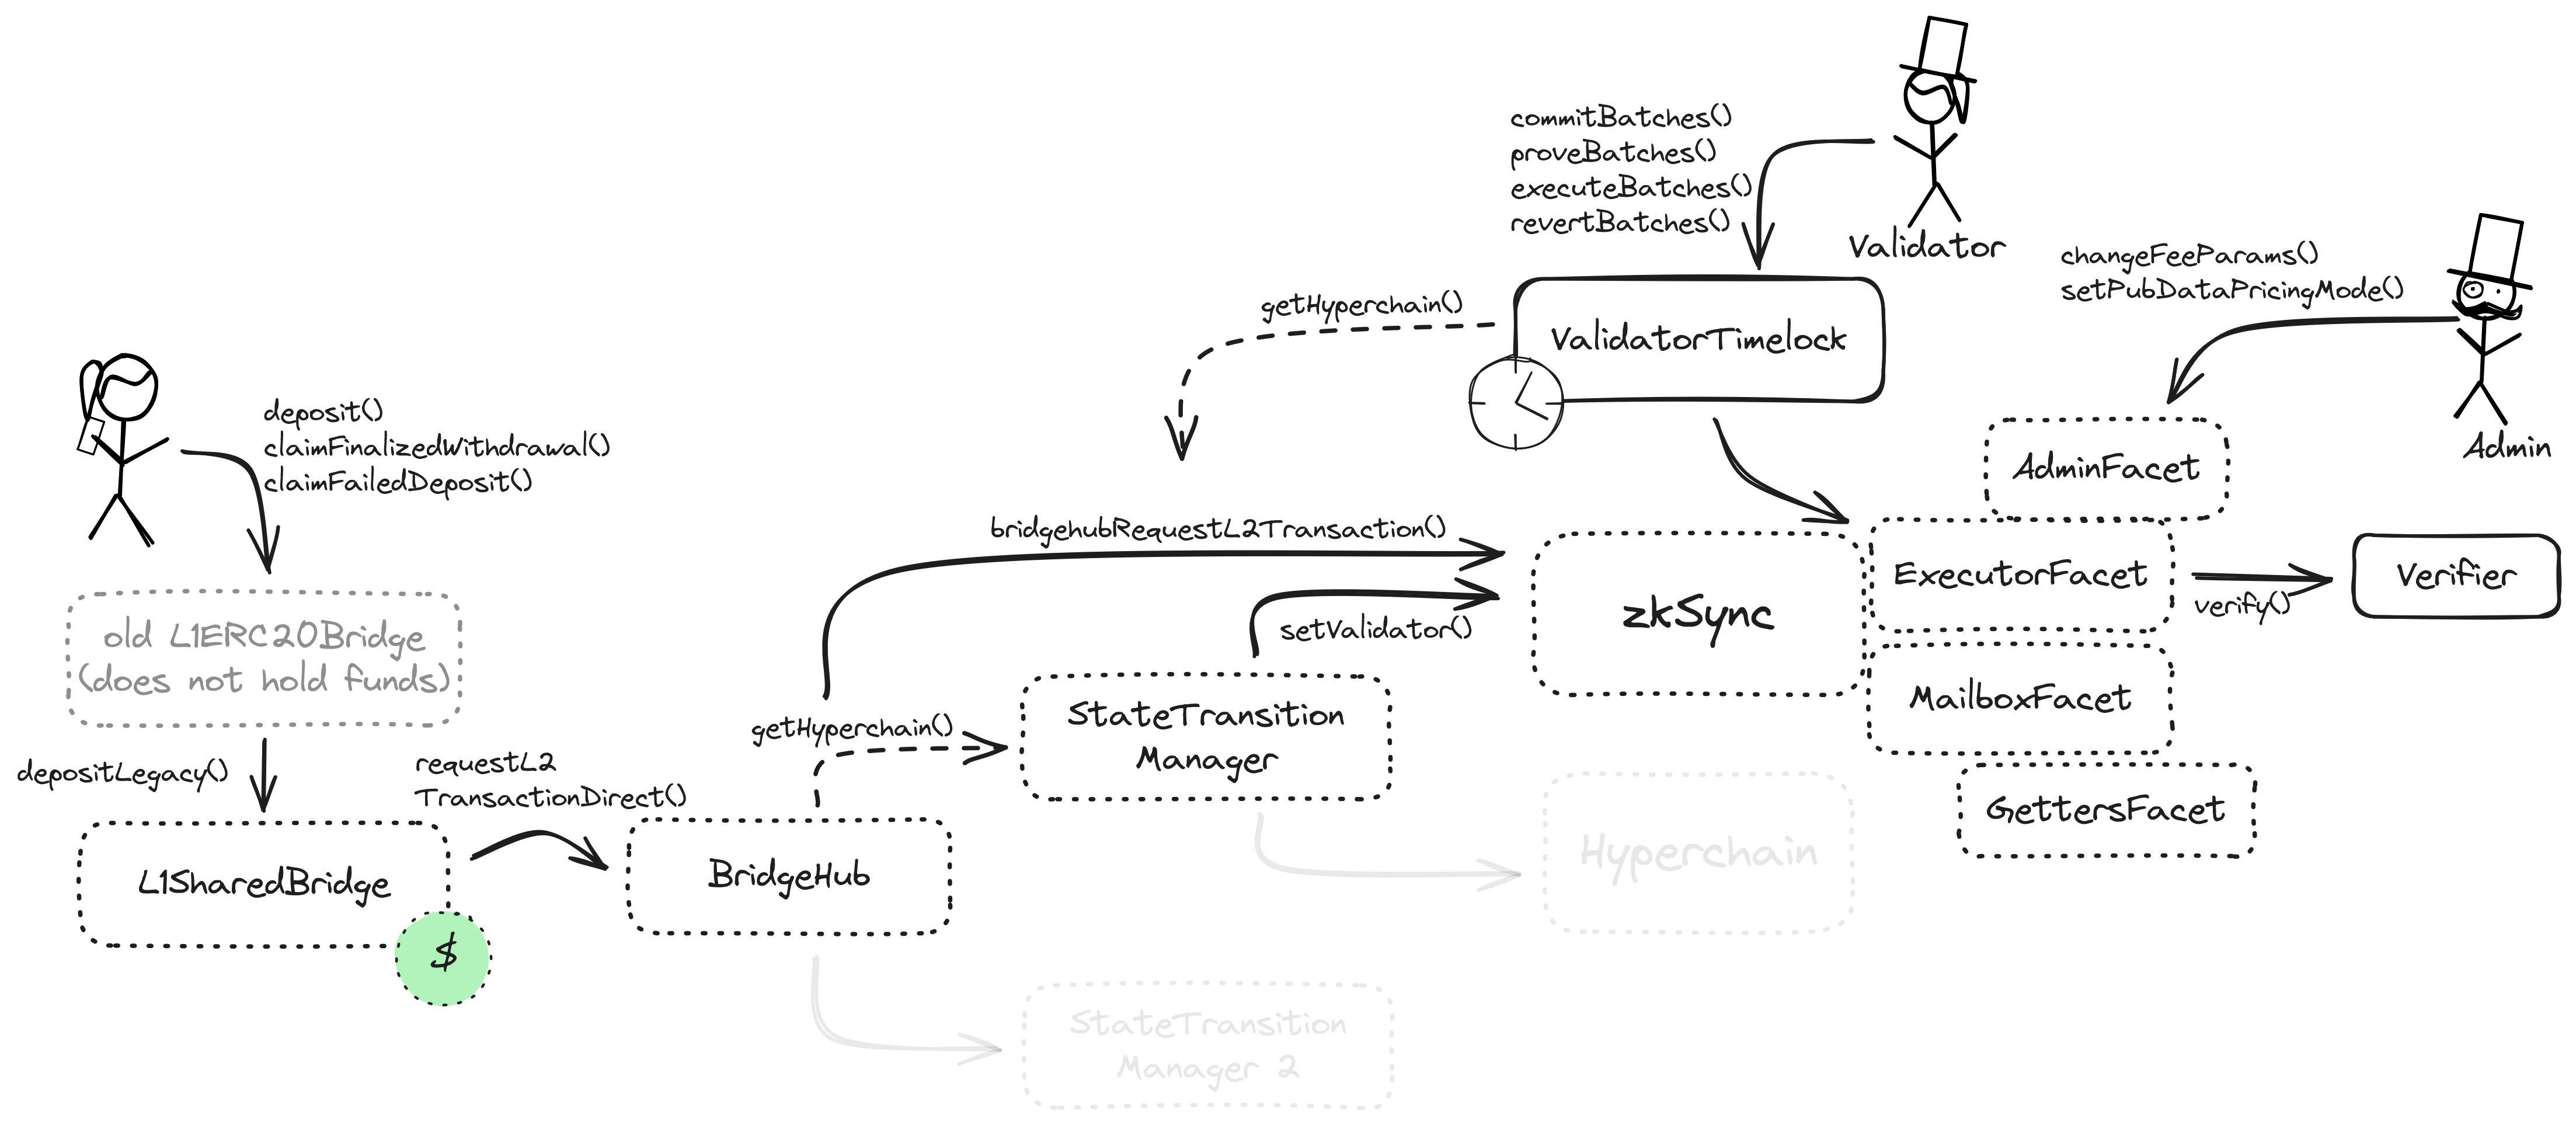 commitBatches()
proveBatches()
executeBatches()
revertBatches()
Validator
changeFeeParams()
setPubDataPricingMode()
Admin
getHyperchain()
ValidatorTimelock
deposit()
claimFinalizedWithdrawal()
claimFailedDeposit()
AdminFacet
bridgehubRequestL2Transaction()
setValidator()
zkSync
ExecutorFacet
verify()
Verifier
old L1ERC20Bridge
(does not hold funds)
MailboxFacet
getHyperchain()
StateTransition
Manager
depositLegacy()
requestL2
TransactionDirect()
GettersFacet
L1SharedBridge
BridgeHub
Hyperchain
$
StateTransition
Manager 2